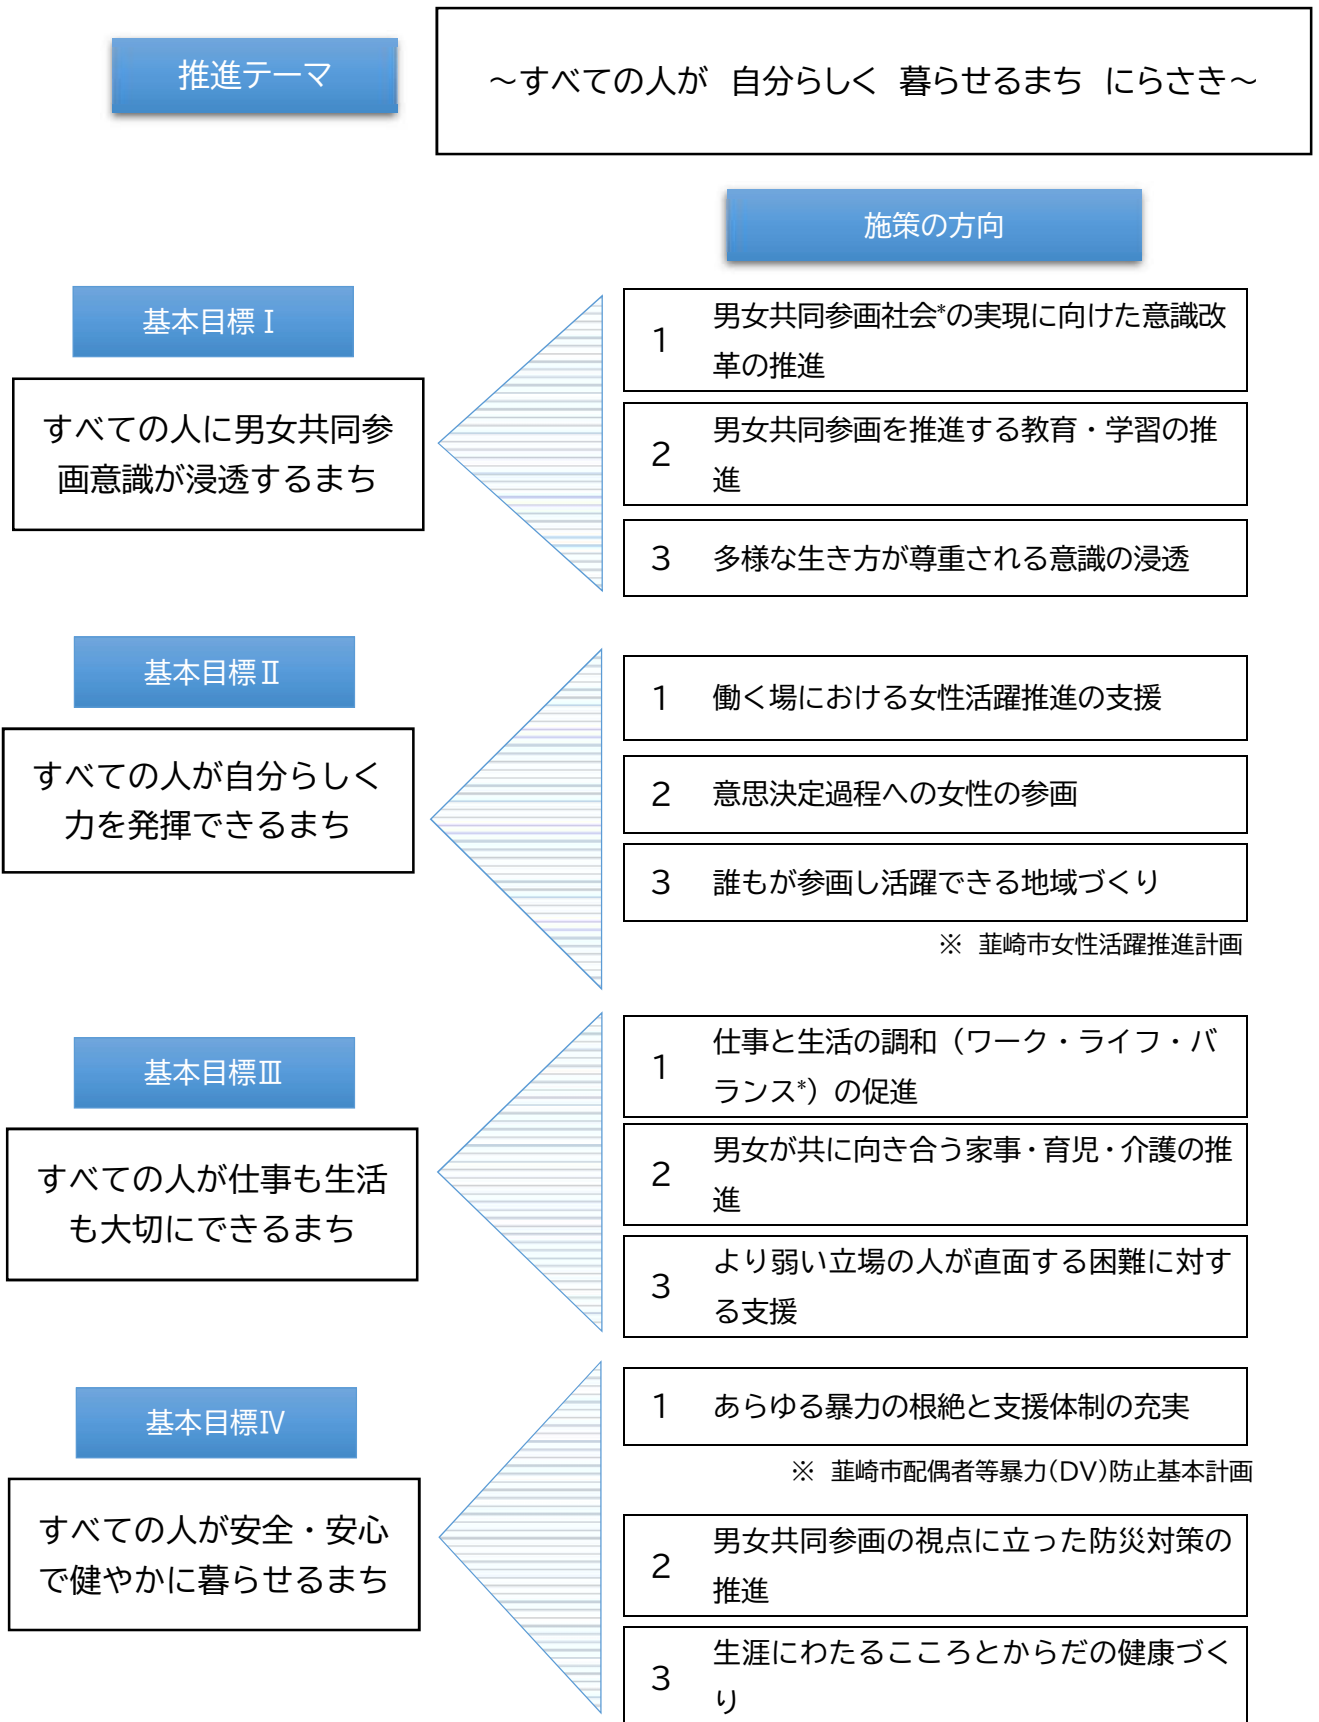 推進テーマ
～すべての人が 自分らしく 暮らせるまち にらさき～
施策の方向
基本目標Ⅰ
すべての人に男女共同参
画意識が浸透するまち
1 男女共同参画社会*の実現に向けた意識改
革の推進
2 男女共同参画を推進する教育・学習の推
進
3 多様な生き方が尊重される意識の浸透
基本目標Ⅱ
すべての人が自分らしく
力を発揮できるまち
1 働く場における女性活躍推進の支援
2 意思決定過程への女性の参画
3 誰もが参画し活躍できる地域づくり
※ 韮崎市女性活躍推進計画
基本目標Ⅲ
すべての人が仕事も生活
も大切にできるまち
1 仕事と生活の調和（ワーク・ライフ・バ
ランス*）の促進
2 男女が共に向き合う家事・育児・介護の推
進
3 より弱い立場の人が直面する困難に対す
る支援
基本目標Ⅳ
すべての人が安全・安心
で健やかに暮らせるまち
1 あらゆる暴力の根絶と支援体制の充実
※ 韮崎市配偶者等暴力(DV)防止基本計画
2 男女共同参画の視点に立った防災対策の
推進
3 生涯にわたるこころとからだの健康づく
り